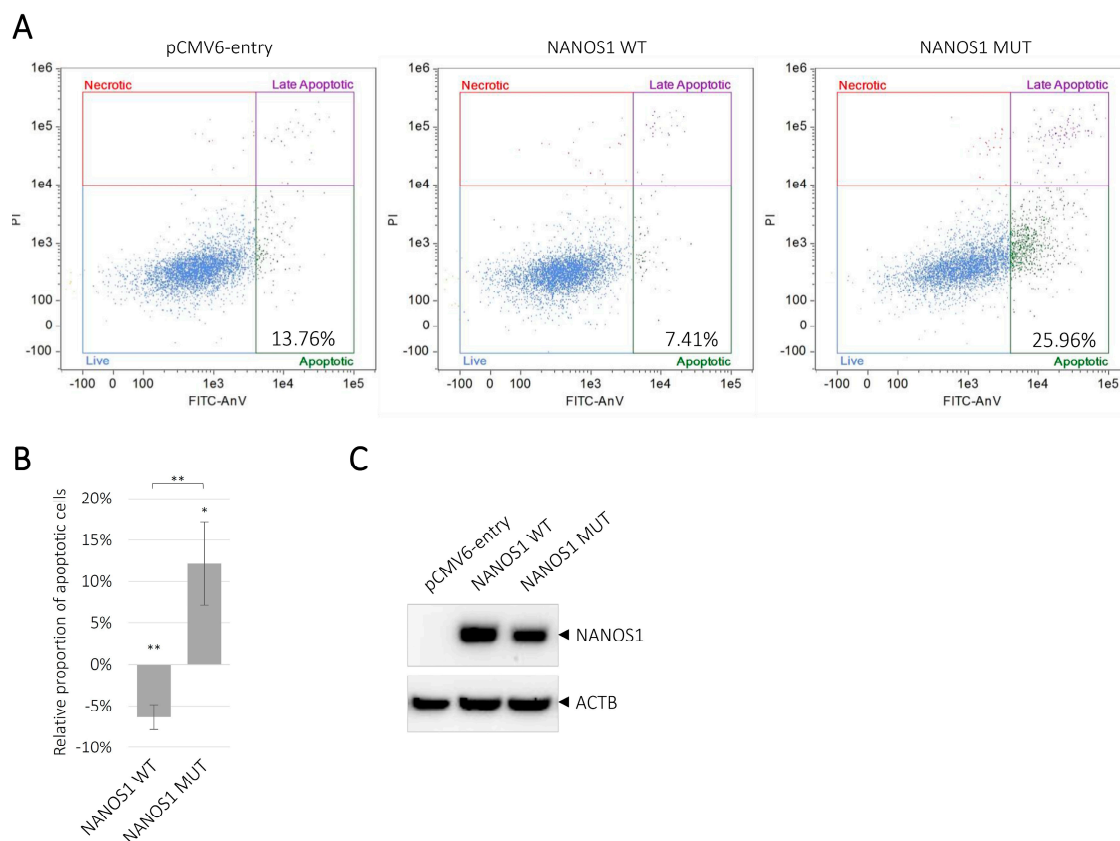 A
pCMV6-entry
NANOS1 WT
NANOS1 MUT
1e6
1e5
1e4
1e3
100
0
-100
PI
Necrotic
Late Apoptotic
13.76%
Live
Apoptotic
-100 0 100 1e3 1e4 1e5
FITC-AnV
1e6
1e5
1e4
1e3
100
0
-100
PI
Necrotic
Late Apoptotic
7.41%
Live
Apoptotic
-100 0 100 1e3 1e4 1e5
FITC-AnV
1e6
1e5
1e4
1e3
100
0
-100
PI
Necrotic
Late Apoptotic
25.96%
Live
Apoptotic
-100 0 100 1e3 1e4 1e5
FITC-AnV
B
Relative proportion of apoptotic cells
20%
15%
10%
5%
0%
-5%
-10%
**
*
**
NANOS1 WT
NANOS1 MUT
C
pCMV6-entry
NANOS1 WT
NANOS1 MUT
NANOS1
ACTB